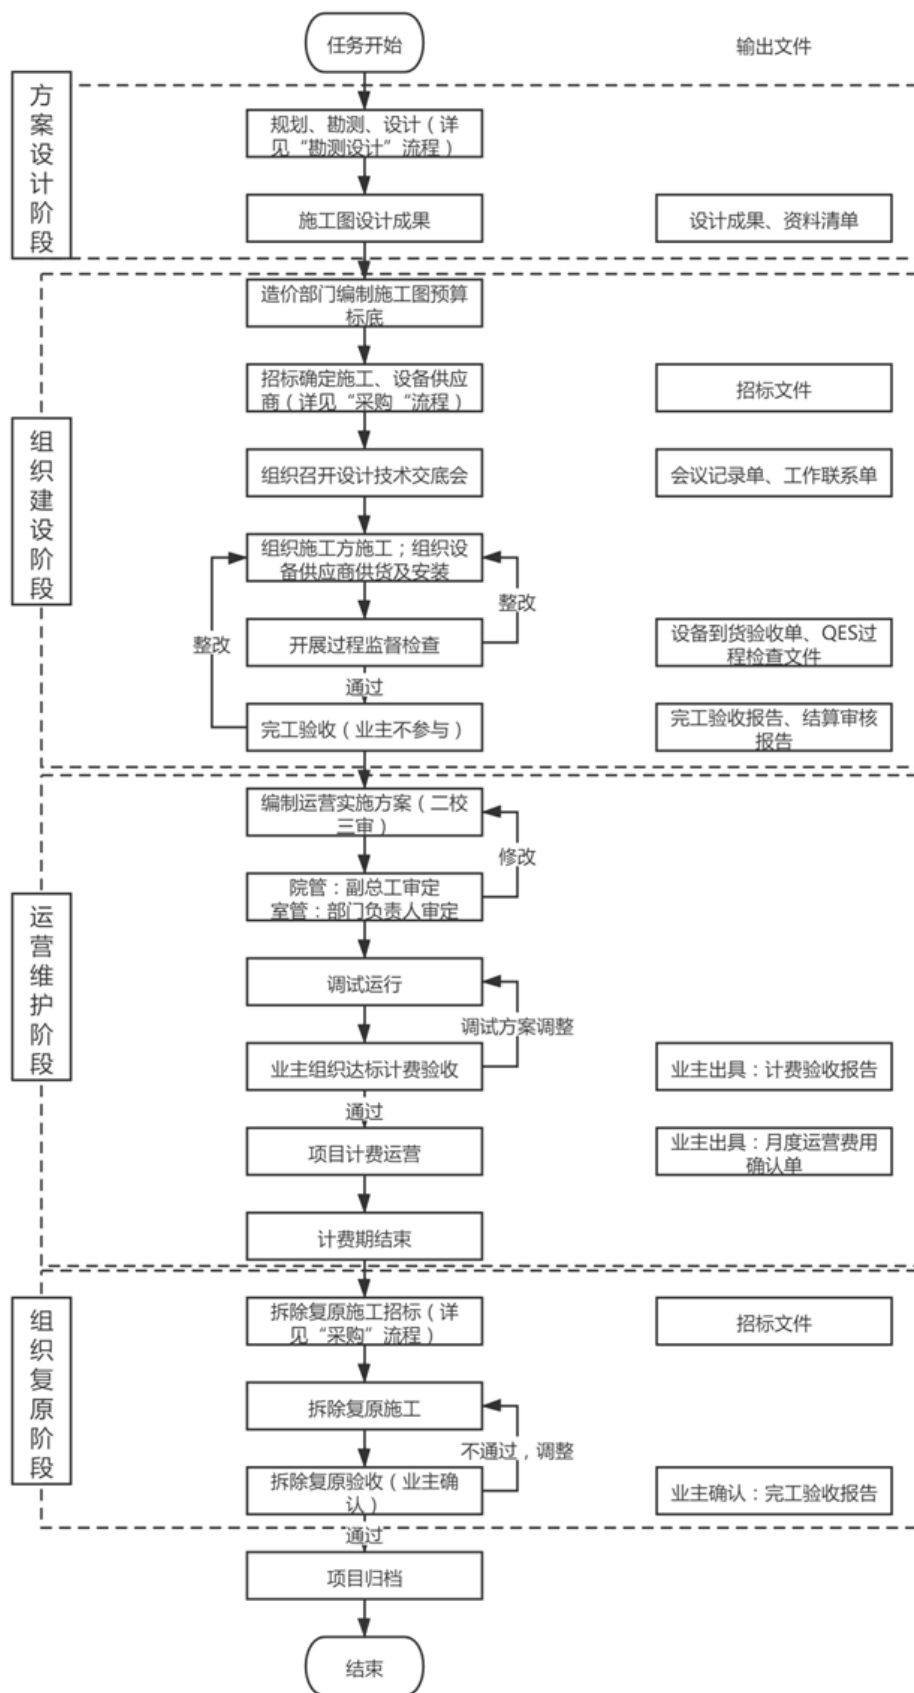 任务开始
输出文件
方案设计阶段
规划、勘测、设计（详
见“勘测设计”流程）
施工图设计成果
设计成果、资料清单
组织建设阶段
造价部门编制施工图预算
标底
招标确定施工、设备供应
商（详见“采购“流程）
招标文件
组织召开设计技术交底会
会议记录单、工作联系单
组织施工方施工；组织设
备供应商供货及安装
整改
整改
开展过程监督检查
设备到货验收单、QES过
程检查文件
通过
完工验收（业主不参与）
完工验收报告、结算审核
报告
运营维护阶段
编制运营实施方案（二校
三审）
修改
院管：副总工审定
室管：部门负责人审定
调试运行
调试方案调整
业主组织达标计费验收
业主出具：计费验收报告
通过
项目计费运营
业主出具：月度运营费用
确认单
计费期结束
组织复原阶段
拆除复原施工招标（详
见“采购”流程）
招标文件
拆除复原施工
不通过，调整
拆除复原验收（业主确
认）
业主确认：完工验收报告
通过
项目归档
结束